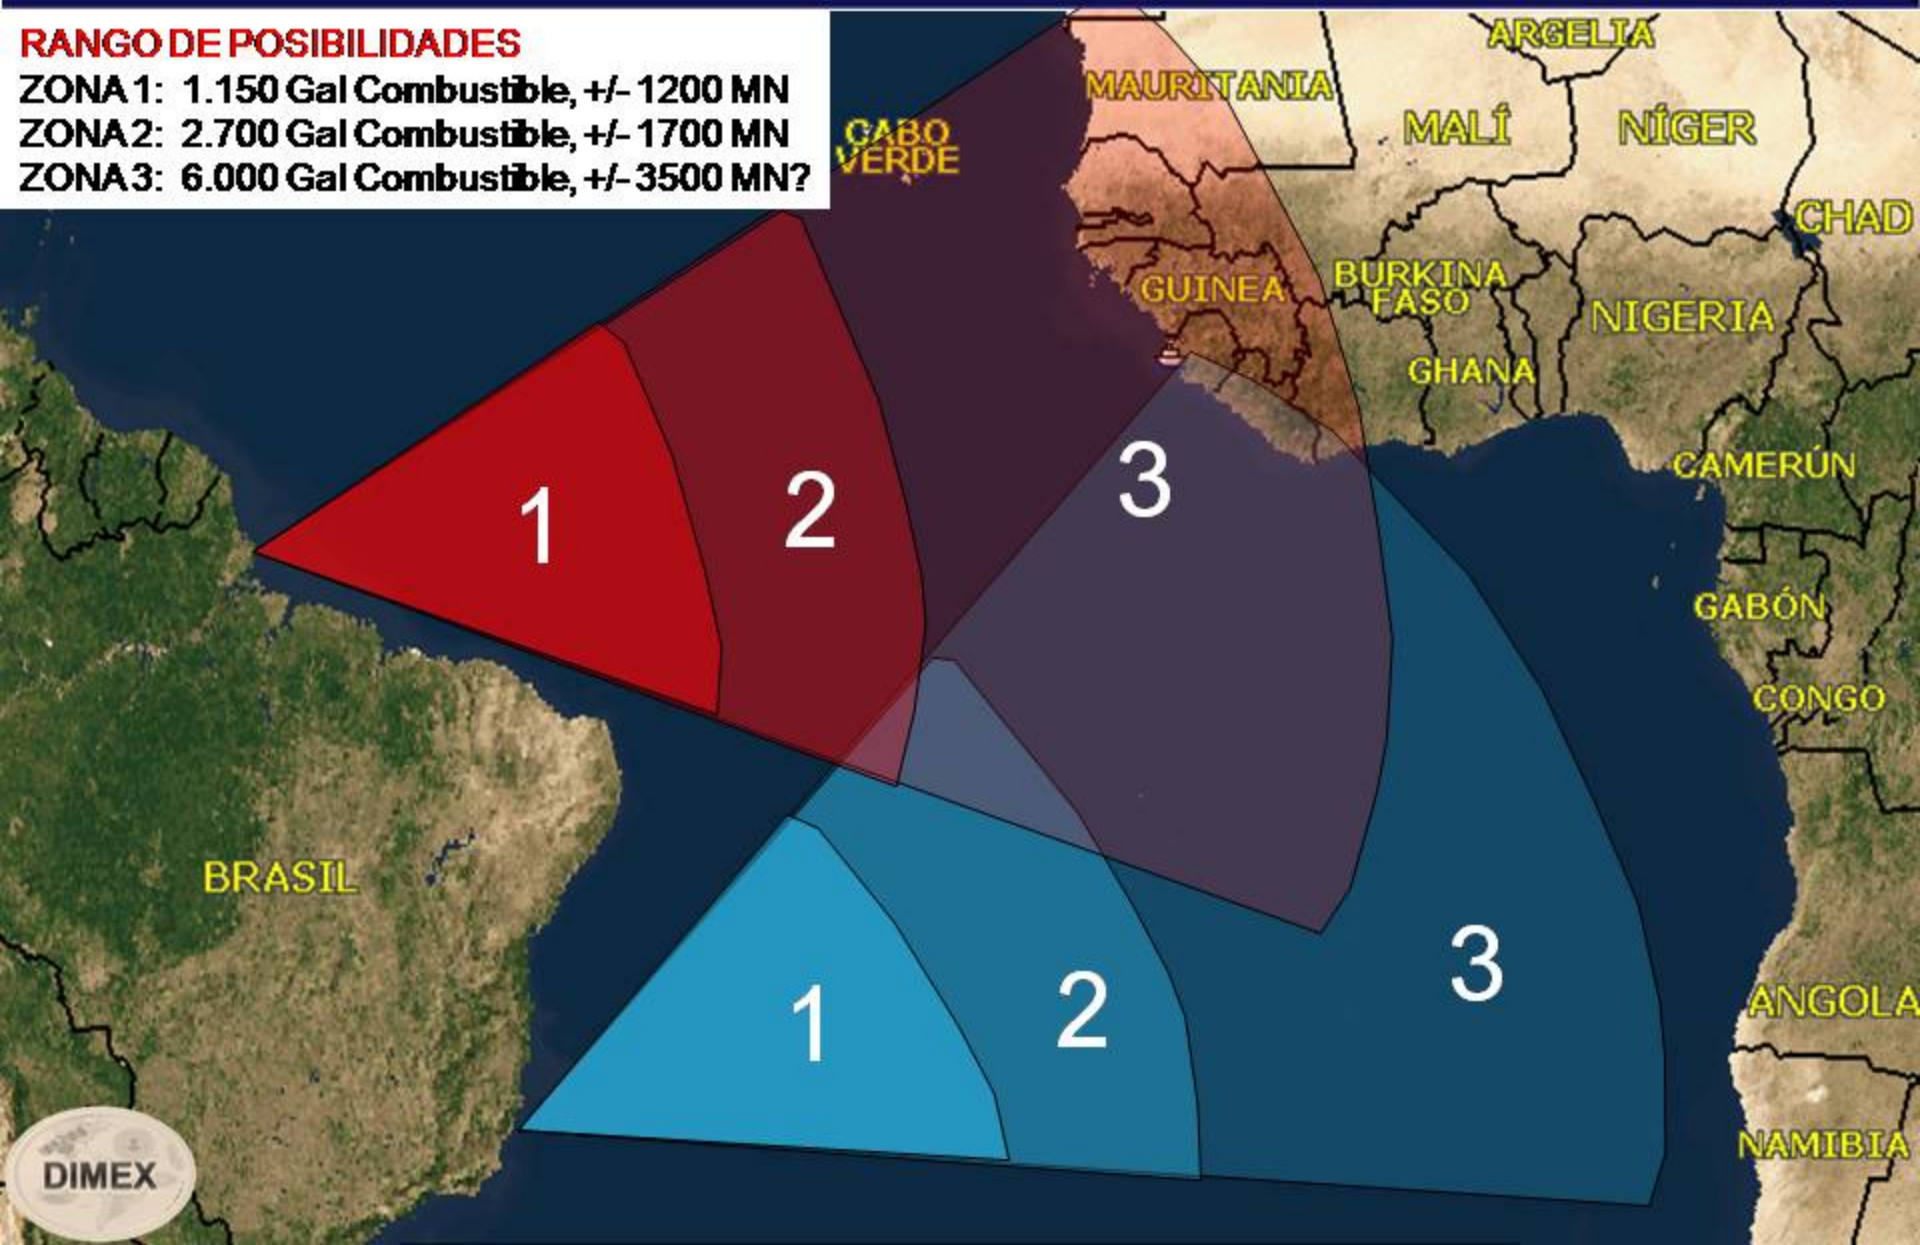 RANGO DE POSIBILIDADES
ZONA 1: 1.150 Gal Combustible, +/- 1200 MN
ZONA 2: 2.700 Gal Combustible, +/- 1700 MN
ZONA 3: 6.000 Gal Combustible, +/- 3500 MN?
ARGELIA
MAURITANIA
MALÍ
NÍGER
CABO
VERDE
CHAD
GUINEA
BURKINA
FASO
NIGERIA
GHANA
1
2
3
CAMERÚN
GABÓN
CONGO
BRASIL
1
2
3
ANGOLA
NAMIBIA
DIMEX